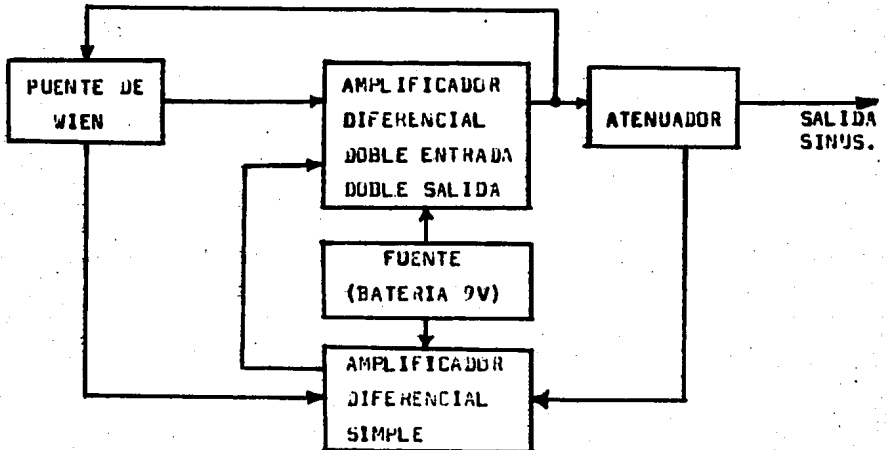 PUENTE DE
WIEN
AMPLIFICADOR
DIFERENCIAL
DOBLE ENTRADA
DOBLE SALIDA
ATENUADOR
SALIDA
SINUS.
FUENTE
(BATERIA 9V)
AMPLIFICADOR
DIFERENCIAL
SIMPLE